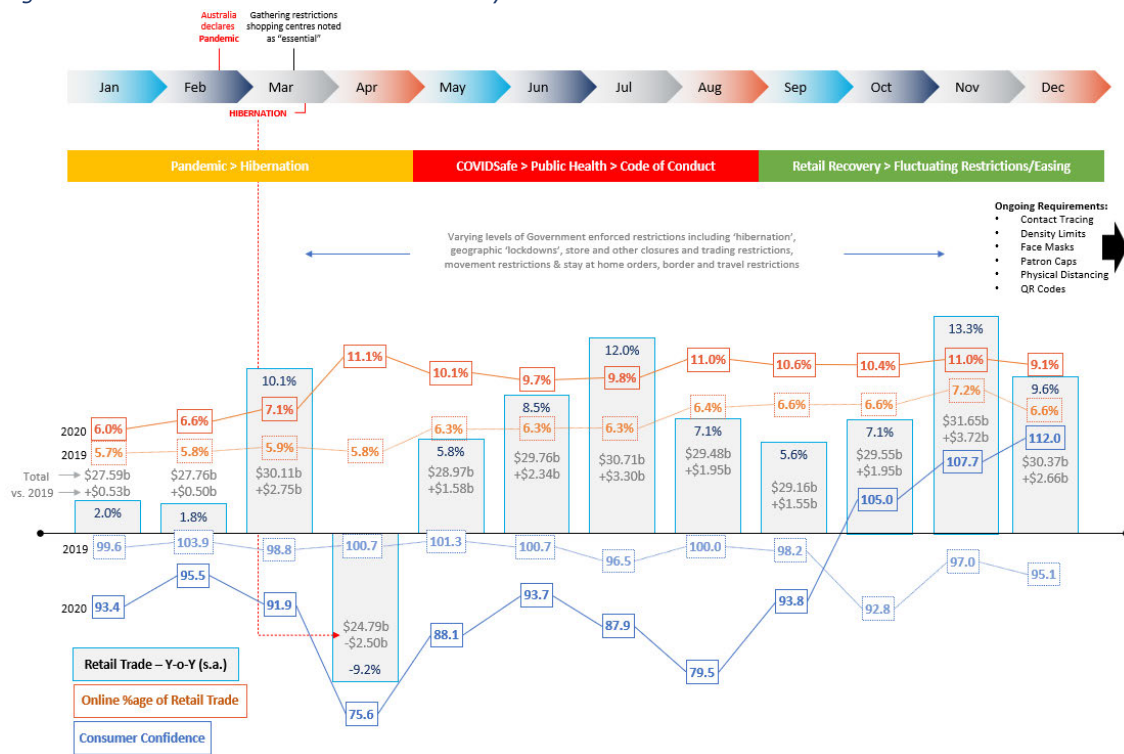 Australia
declares
Pandemic
Gathering restrictions
shopping centres noted
as "essential"
Jan
Feb
Mar
Apr
May
Jun
Jul
Aug
Sep
Oct
Nov
Dec
HIBERNATION
Pandemic > Hibernation
COVIDSafe > Public Health > Code of Conduct
Retail Recovery > Fluctuating Restrictions/Easing
Varying levels of Government enforced restrictions including 'hibernation',
geographic 'lockdowns', store and other closures and trading restrictions,
movement restrictions & stay at home orders, border and travel restrictions
Ongoing Requirements:
• Contact Tracing
• Density Limits
• Face Masks
• Patron Caps
• Physical Distancing
• QR Codes
2020
6.0%
6.6%
7.1%
11.1%
10.1%
9.7%
9.8%
11.0%
10.6%
10.4%
11.0%
9.1%
2019
5.7%
5.8%
5.9%
5.8%
6.3%
6.3%
6.3%
6.4%
6.6%
6.6%
7.2%
6.6%
Total
vs. 2019
$27.59b
+$0.53b
2.0%
$27.76b
+$0.50b
1.8%
10.1%
$30.11b
+$2.75b
$24.79b
-$2.50b
-9.2%
5.8%
$28.97b
+$1.58b
8.5%
$29.76b
+$2.34b
12.0%
$30.71b
+$3.30b
7.1%
$29.48b
+$1.95b
5.6%
$29.16b
+$1.55b
7.1%
$29.55b
+$1.95b
13.3%
$31.65b
+$3.72b
9.6%
$30.37b
+$2.66b
2019
99.6
103.9
98.8
100.7
101.3
100.7
96.5
100.0
98.2
92.8
97.0
95.1
2020
93.4
95.5
91.9
75.6
88.1
93.7
87.9
79.5
93.8
105.0
107.7
112.0
Retail Trade – Y-o-Y (s.a.)
Online %age of Retail Trade
Consumer Confidence